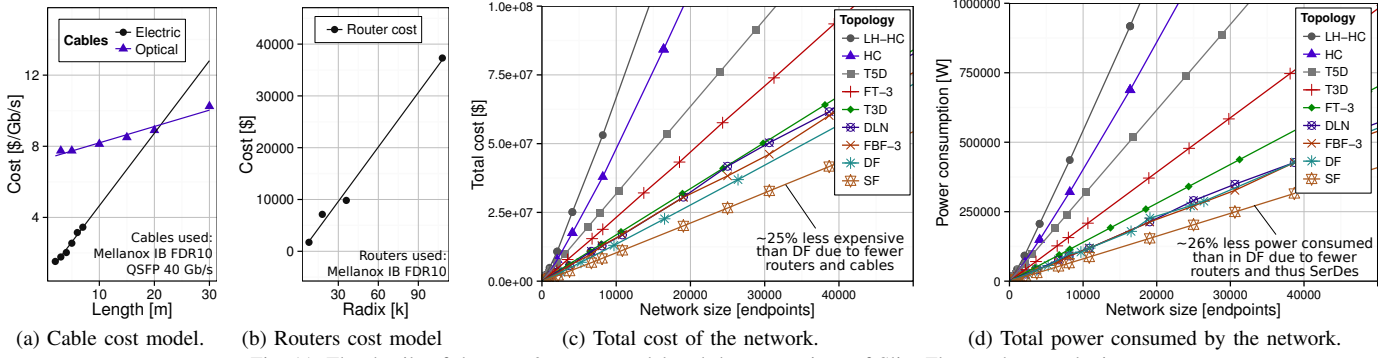 Cost [$/Gb/s]
12
8
4
Cables
Electric
Optical
Cables used:
Mellanox IB FDR10
QSFP 40 Gb/s
10
20
30
Length [m]
(a) Cable cost model.
Cost [$]
40000
30000
20000
10000
0
Router cost
Routers used:
Mellanox IB FDR10
30
60
90
Radix [k]
(b) Routers cost model
Total cost [$]
1.0e+08
7.5e+07
5.0e+07
2.5e+07
0.0e+00
Topology
LH−HC
HC
T5D
FT−3
T3D
DLN
FBF−3
DF
SF
~25% less expensive
than DF due to fewer
routers and cables
0
10000
20000
30000
40000
Network size [endpoints]
(c) Total cost of the network.
Power consumption [W]
1000000
750000
500000
250000
0
Topology
LH−HC
HC
T5D
T3D
FT−3
DLN
FBF−3
DF
SF
~26% less power consumed
than in DF due to fewer
routers and thus SerDes
0
10000
20000
30000
40000
Network size [endpoints]
(d) Total power consumed by the network.